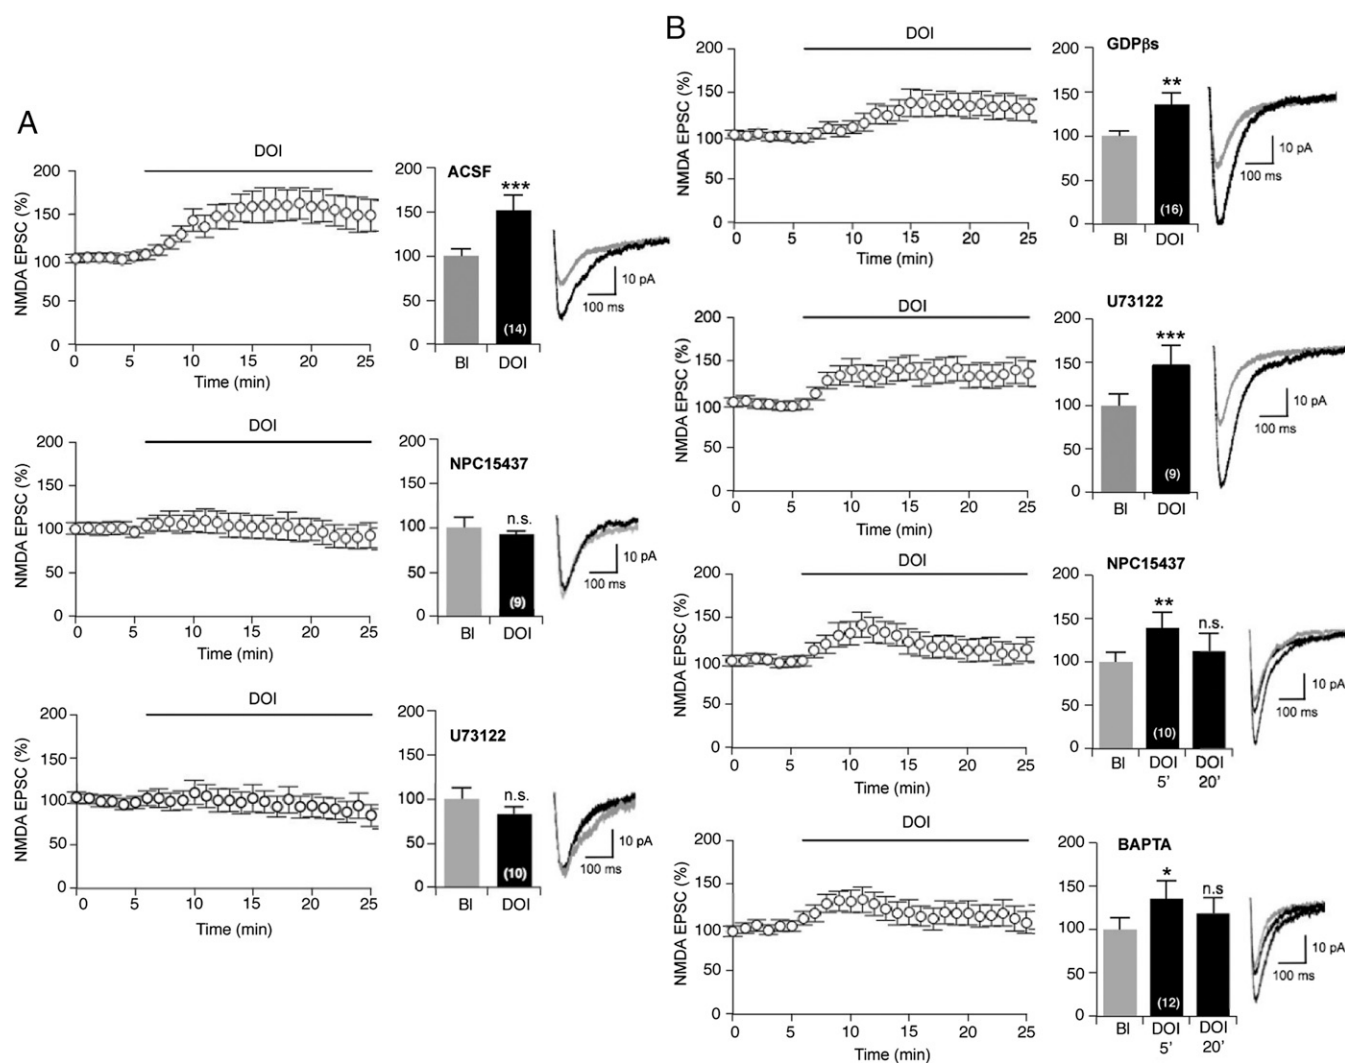 A
NMDA EPSC (%)
200
150
100
50
0
DOI
0 5 10 15 20 25
Time (min)
200
150
100
50
0
ACSF
***
(14)
Bl DOI
10 pA
100 ms
NMDA EPSC (%)
200
150
100
50
0
DOI
0 5 10 15 20 25
Time (min)
200
150
100
50
0
NPC15437
n.s.
(9)
Bl DOI
10 pA
100 ms
NMDA EPSC (%)
200
150
100
50
0
DOI
0 5 10 15 20 25
Time (min)
200
150
100
50
0
U73122
n.s.
(10)
Bl DOI
10 pA
100 ms
B
NMDA EPSC (%)
200
150
100
50
0
DOI
0 5 10 15 20 25
Time (min)
200
150
100
50
0
GDPβs
**
(16)
Bl DOI
10 pA
100 ms
NMDA EPSC (%)
200
150
100
50
0
DOI
0 5 10 15 20 25
Time (min)
200
150
100
50
0
U73122
***
(9)
Bl DOI
10 pA
100 ms
NMDA EPSC (%)
200
150
100
50
0
DOI
0 5 10 15 20 25
Time (min)
200
150
100
50
0
NPC15437
**
n.s.
(10)
Bl DOI DOI
5' 20'
10 pA
100 ms
NMDA EPSC (%)
200
150
100
50
0
DOI
0 5 10 15 20 25
Time (min)
200
150
100
50
0
BAPTA
*
n.s
(12)
Bl DOI DOI
5' 20'
10 pA
100 ms